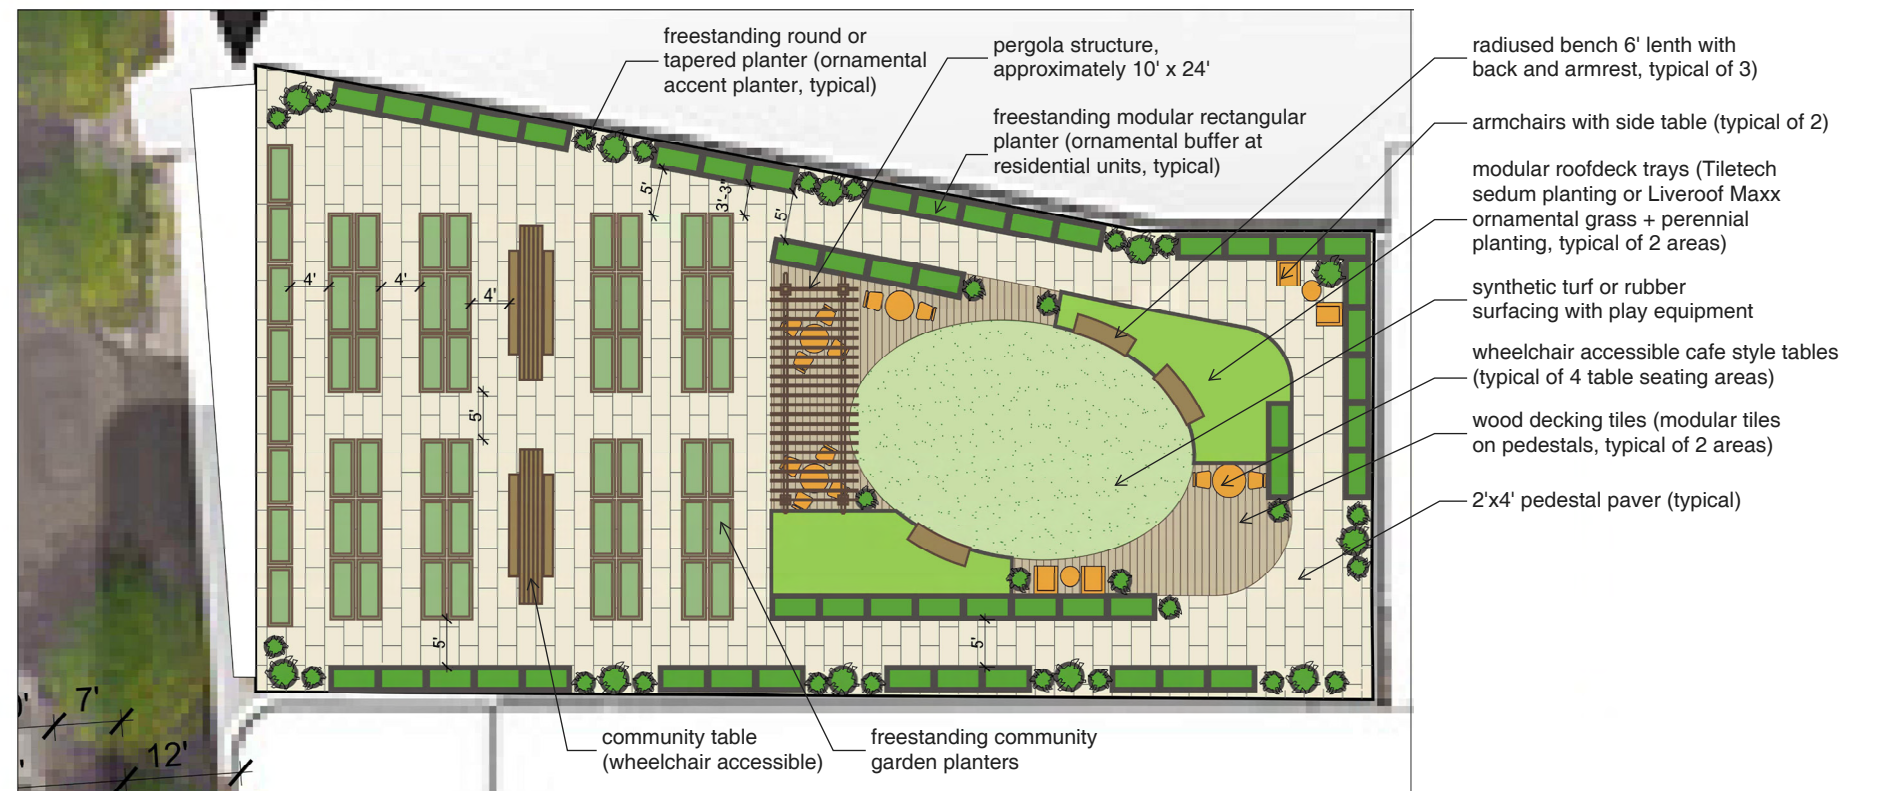 freestanding round or
tapered planter (ornamental
accent planter, typical)
pergola structure,
approximately 10' x 24'
freestanding modular rectangular
planter (ornamental buffer at
residential units, typical)
radiused bench 6' lenth with
back and armrest, typical of 3)
armchairs with side table (typical of 2)
modular roofdeck trays (Tiletech
sedum planting or Liveroof Maxx
ornamental grass + perennial
planting, typical of 2 areas)
synthetic turf or rubber
surfacing with play equipment
wheelchair accessible cafe style tables
(typical of 4 table seating areas)
wood decking tiles (modular tiles
on pedestals, typical of 2 areas)
2'x4' pedestal paver (typical)
5'
3'-3"
5'
4'
4'
4'
5'
5'
5'
7'
12'
community table
(wheelchair accessible)
freestanding community
garden planters